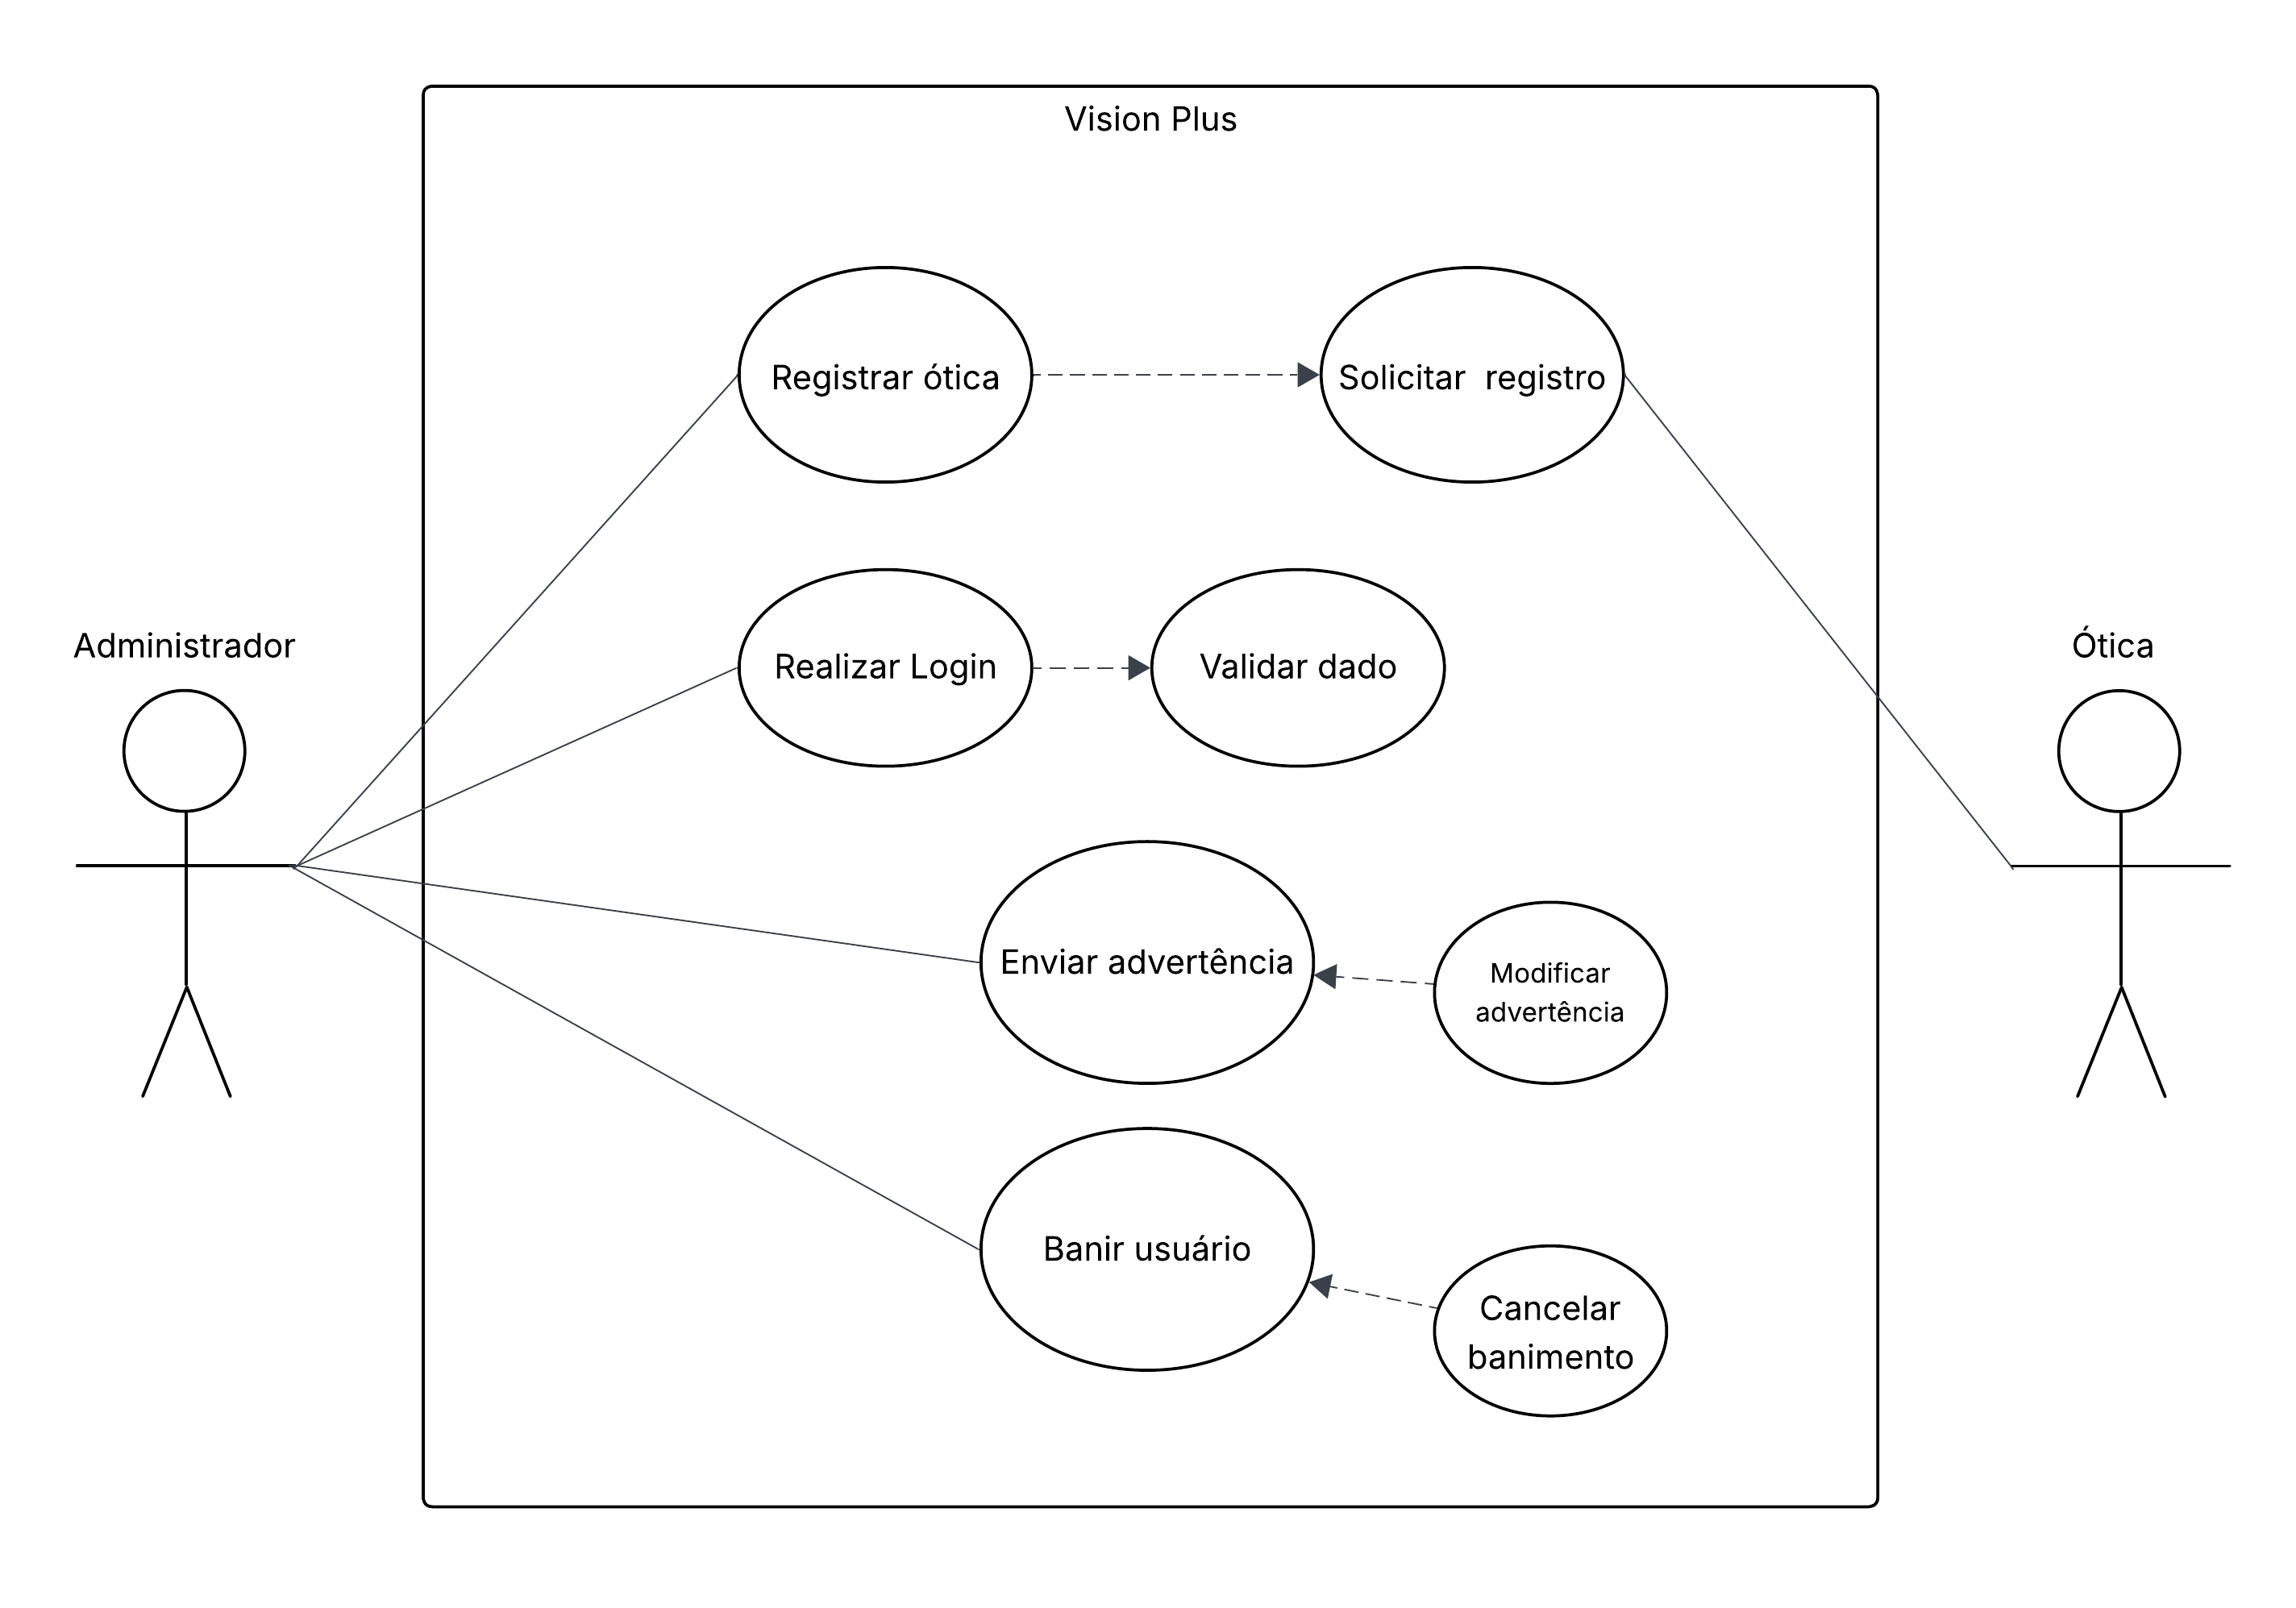 Vision Plus
Registrar ótica
Solicitar  registro
Administrador
Realizar Login
Validar dado
Ótica
Enviar advertência
Modificar
advertência
Banir usuário
Cancelar
banimento